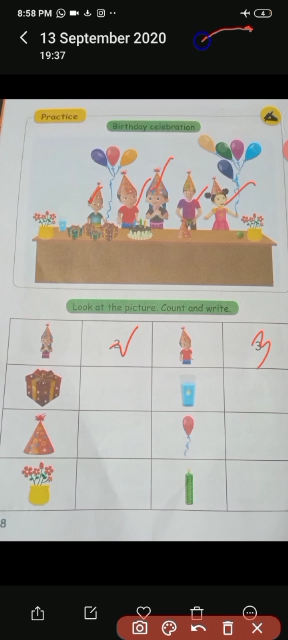 8:58 PM
4
13 September 2020
19:37
Practice
Birthday celebration
Look at the picture. Count and write.
2 3
8